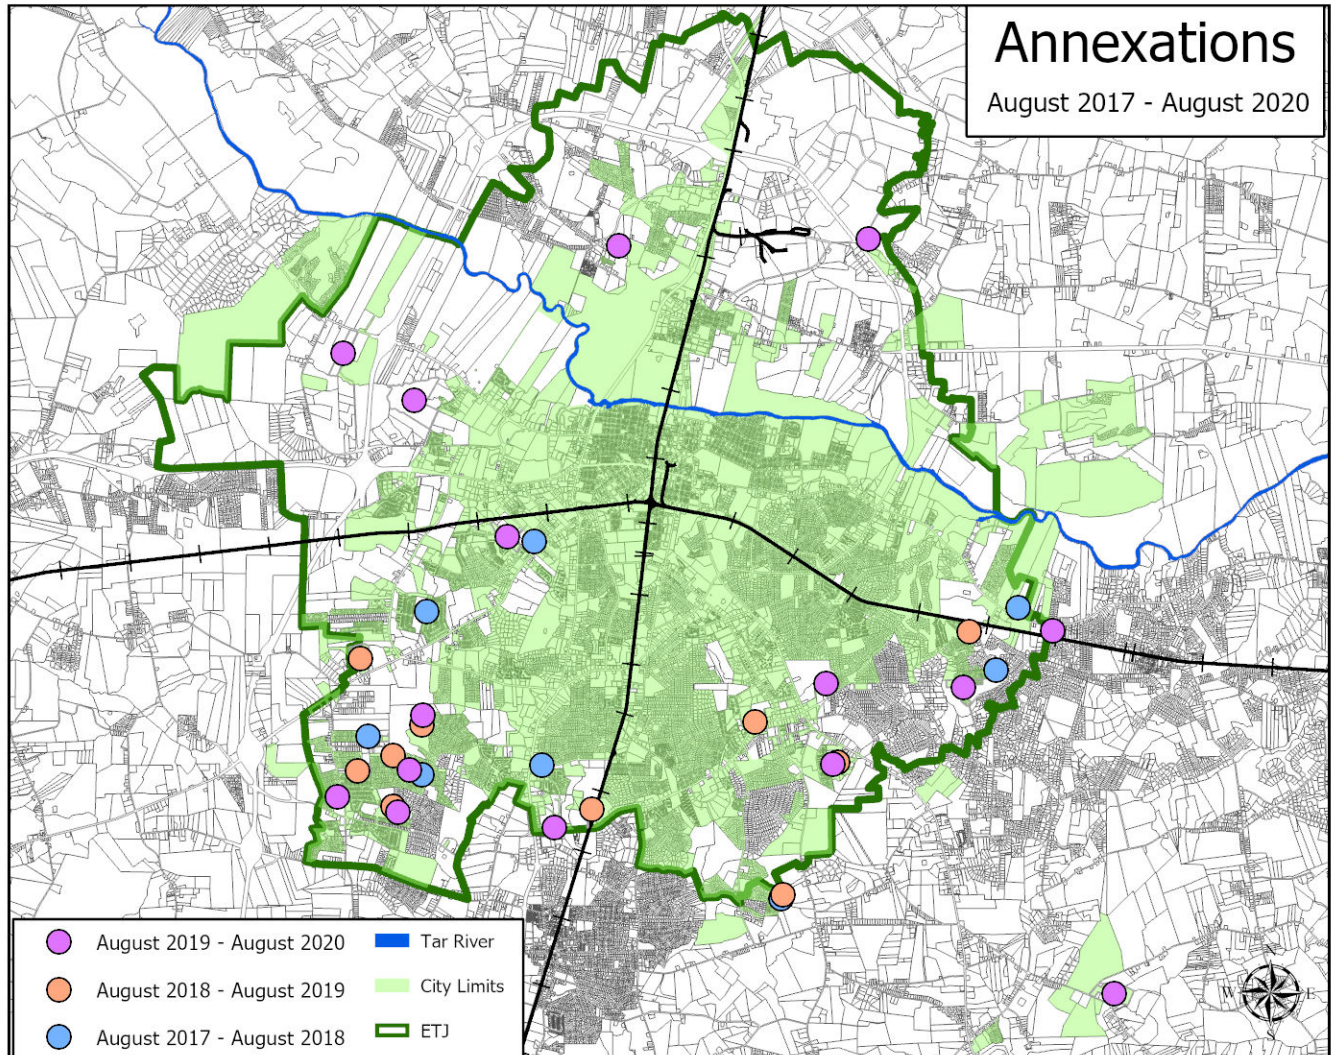 Annexations
August 2017 - August 2020
August 2019 - August 2020
August 2018 - August 2019
August 2017 - August 2018
Tar River
City Limits
ETJ
N
W
E
S